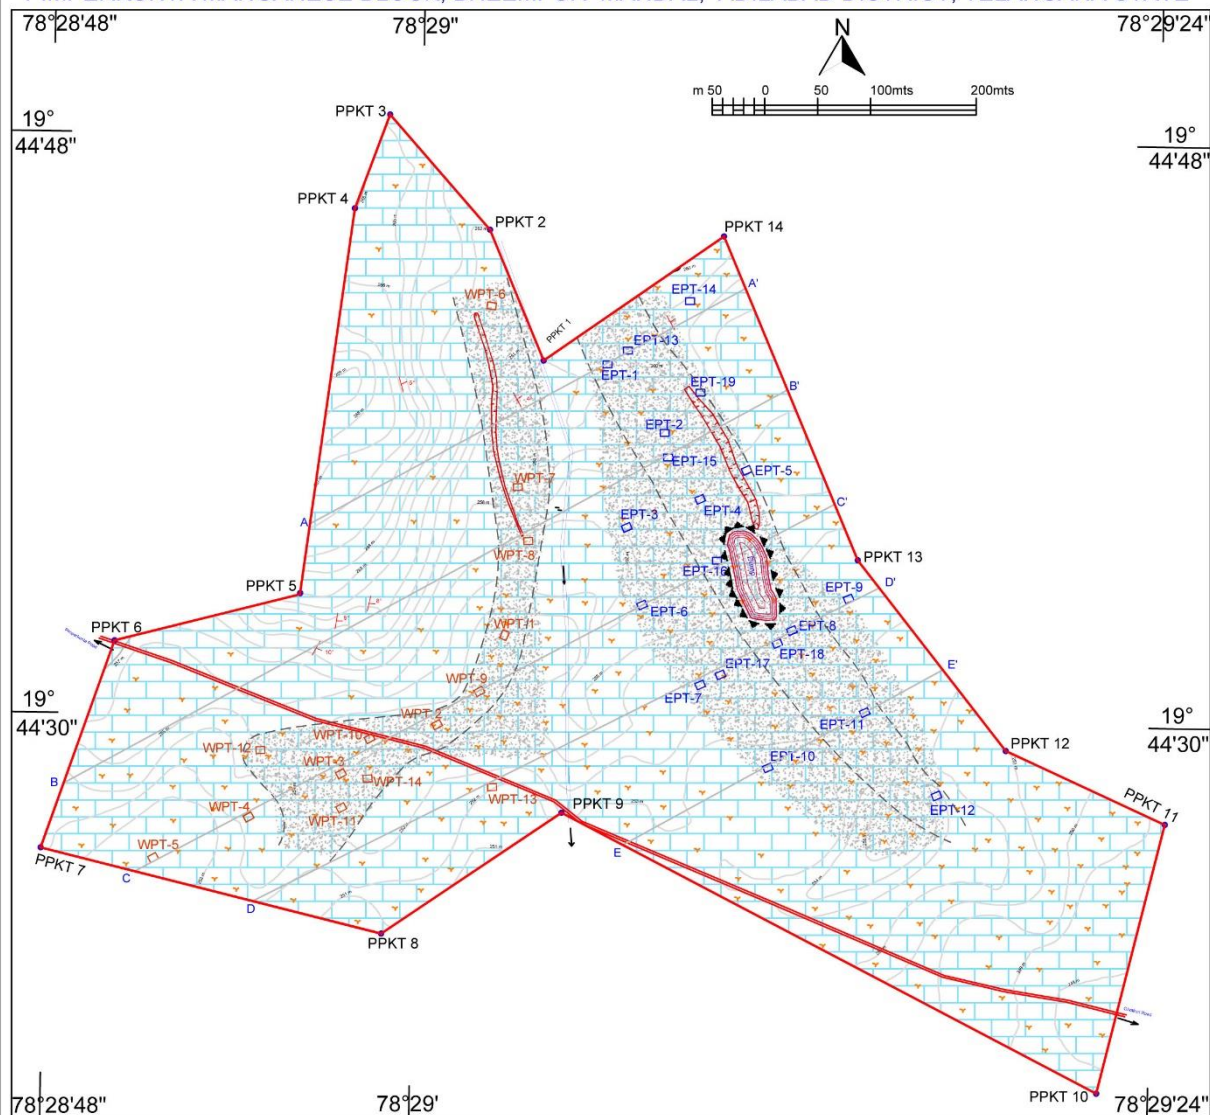 78°28'48"
78°29"
78°29'24"
N
m 50 0 50 100mts 200mts
19°
44'48"
19°
44'48"
PPKT 3
PPKT 4
PPKT 2
PPKT 14
PPKT 1
A'
EPT-14
WPT-6
EPT-13
EPT-1
EPT-19
B'
EPT-2
EPT-15
EPT-5
WPT-7
EPT-4
C'
EPT-3
A
WPT-8
EPT-16
Dump
PPKT 13
PPKT 5
D'
EPT-9
EPT-6
PPKT 6
WPT-1
EPT-8
EPT-18
EPT-17
E'
WPT-9
EPT-7
19°
44'30"
19°
44'30"
WPT-2
EPT-11
WPT-10
WPT-12
PPKT 12
WPT-3
EPT-10
B
WPT-14
WPT-13
PPKT 9
EPT-12
WPT-4
WPT-11
PPKT 11
WPT-5
E
PPKT 7
C
D
PPKT 8
PPKT 10
78°28'48"
78°29'
78°29'24"